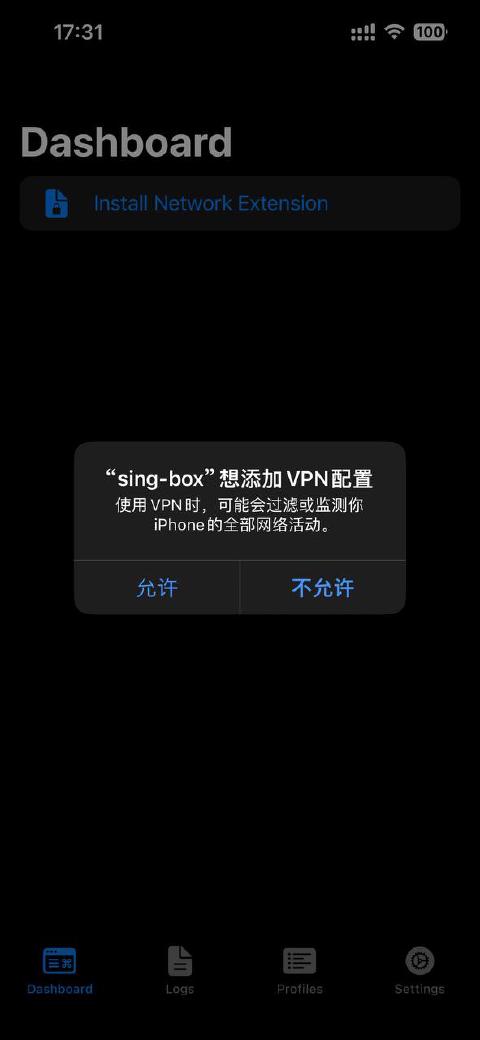 17:31
100
Dashboard
Install Network Extension
“sing-box”想添加 VPN 配置
使用 VPN 时，可能会过滤或监测你
iPhone 的全部网络活动。
允许
不允许
Dashboard
Logs
Profiles
Settings